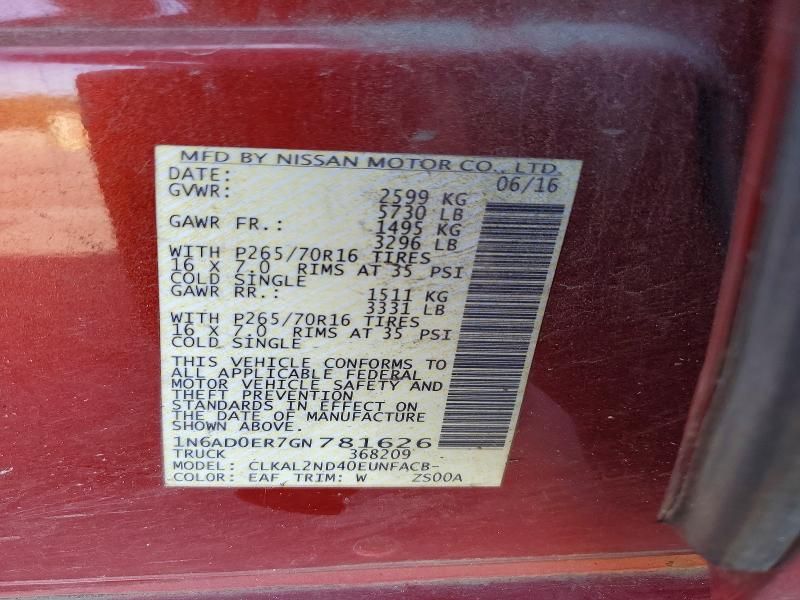 MFD BY NISSAN MOTOR CO., LTD.
DATE: 06/16
GVWR: 2599 KG
5730 LB
GAWR FR.: 1495 KG
3296 LB
WITH P265/70R16 TIRES
16 X 7.0 RIMS AT 35 PSI
COLD SINGLE
GAWR RR.: 1511 KG
3331 LB
WITH P265/70R16 TIRES
16 X 7.0 RIMS AT 35 PSI
COLD SINGLE
THIS VEHICLE CONFORMS TO
ALL APPLICABLE FEDERAL
MOTOR VEHICLE SAFETY AND
THEFT PREVENTION
STANDARDS IN EFFECT ON
THE DATE OF MANUFACTURE
SHOWN ABOVE.
1N6AD0ER7GN 781626
TRUCK 368209
MODEL: CLKAL2ND40EUNFACB-
COLOR: EAF TRIM: W ZS00A